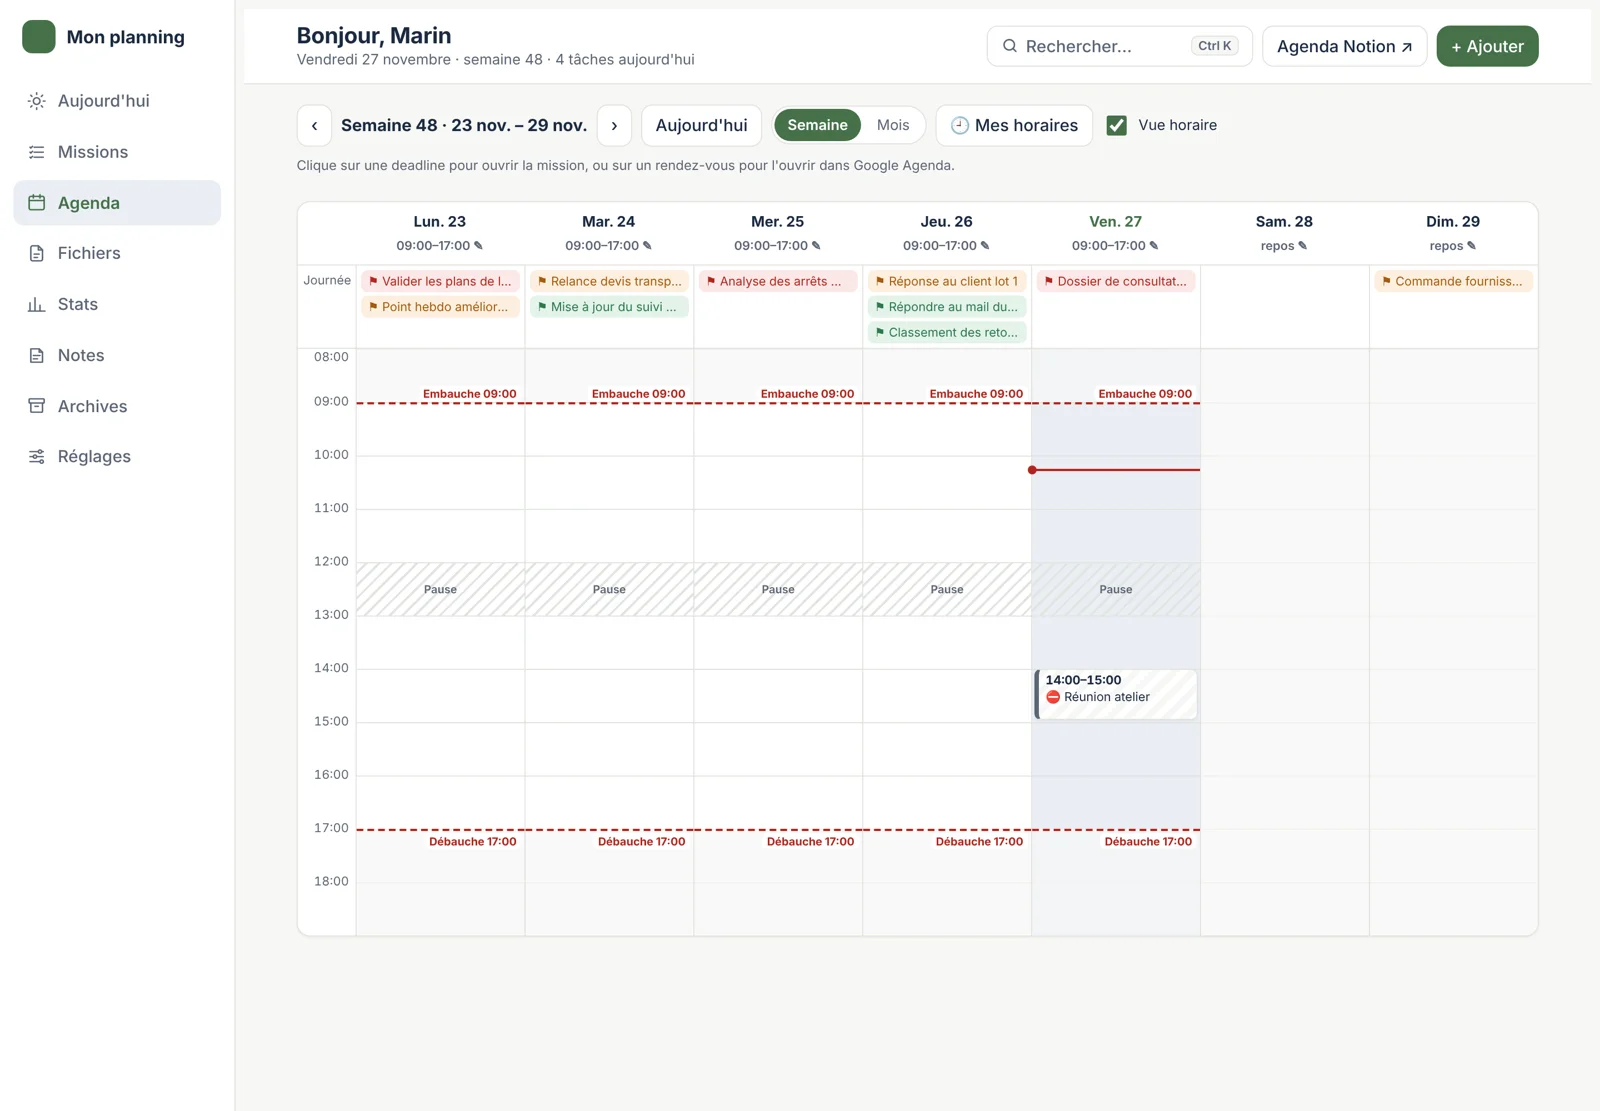 Mon planning
Aujourd'hui
Missions
Agenda
Fichiers
Stats
Notes
Archives
Réglages
Bonjour, Marin
Vendredi 27 novembre · semaine 48 · 4 tâches aujourd'hui
Rechercher...
Ctrl K
Agenda Notion ↗
+ Ajouter
‹
Semaine 48 · 23 nov. – 29 nov.
›
Aujourd'hui
Semaine
Mois
Mes horaires
Vue horaire
Clique sur une deadline pour ouvrir la mission, ou sur un rendez-vous pour l'ouvrir dans Google Agenda.
Lun. 23
Mar. 24
Mer. 25
Jeu. 26
Ven. 27
Sam. 28
Dim. 29
09:00–17:00 ✎
09:00–17:00 ✎
09:00–17:00 ✎
09:00–17:00 ✎
09:00–17:00 ✎
repos ✎
repos ✎
Journée
Valider les plans de l...
Relance devis transp...
Analyse des arrêts ...
Réponse au client lot 1
Dossier de consultat...
Commande fourniss...
Point hebdo amélior...
Mise à jour du suivi ...
Répondre au mail du...
Classement des reto...
08:00
Embauche 09:00
Embauche 09:00
Embauche 09:00
Embauche 09:00
Embauche 09:00
09:00
10:00
11:00
12:00
Pause
Pause
Pause
Pause
Pause
13:00
14:00
14:00–15:00
Réunion atelier
15:00
16:00
17:00
Débauche 17:00
Débauche 17:00
Débauche 17:00
Débauche 17:00
Débauche 17:00
18:00